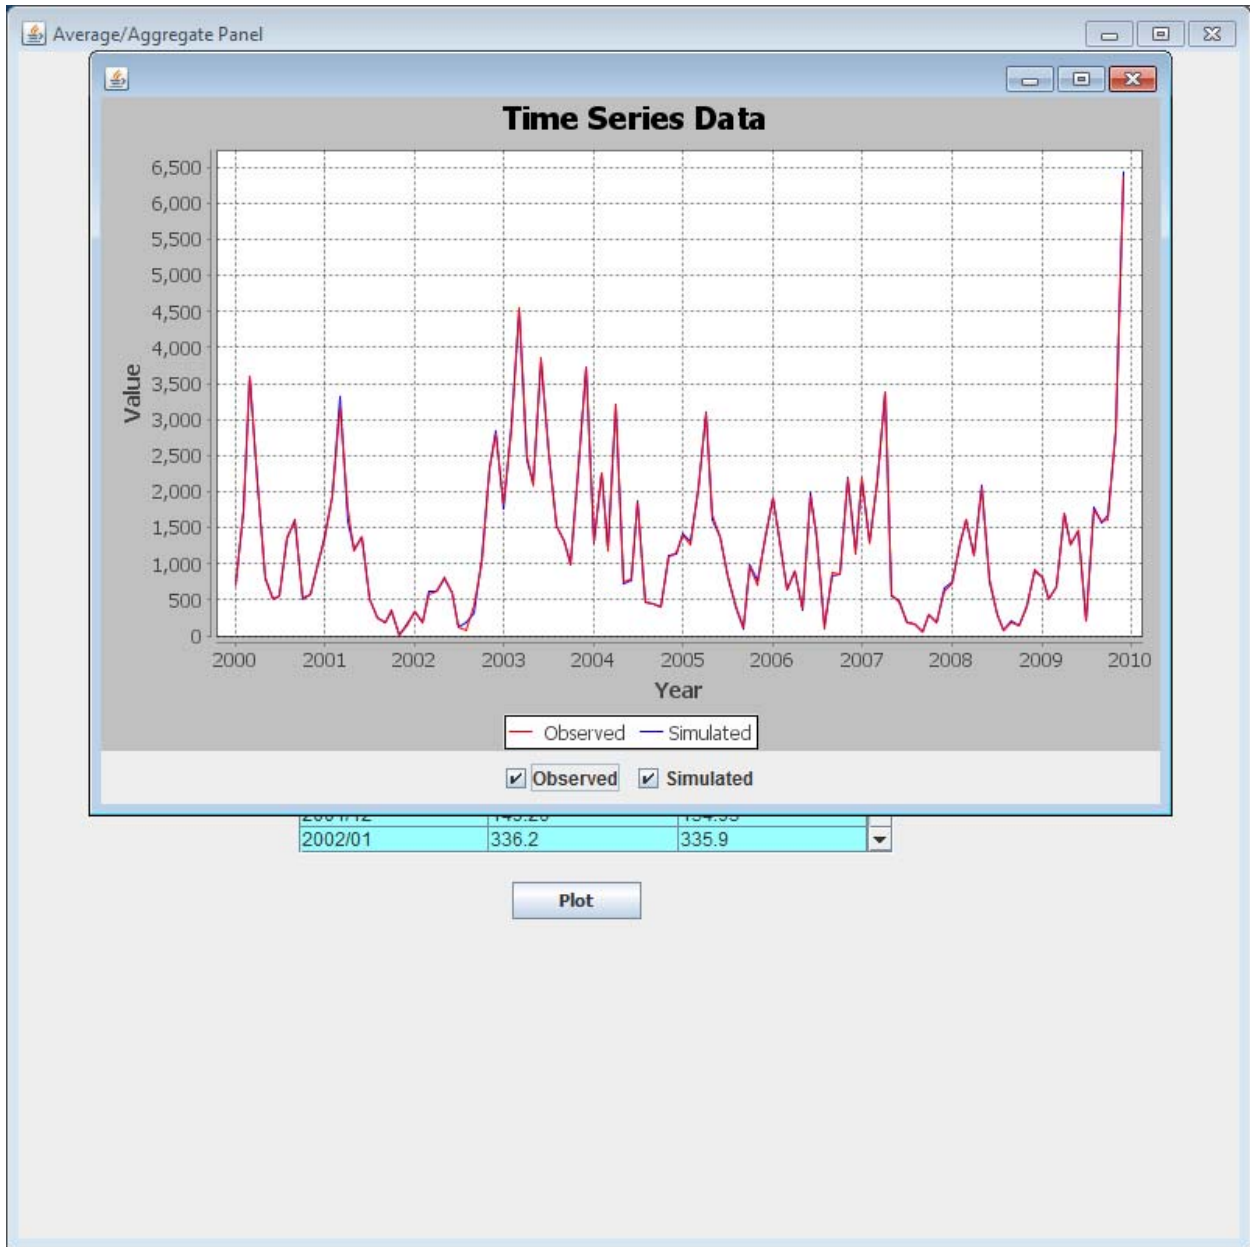 Average/Aggregate Panel
Time Series Data
6,500
6,000
5,500
5,000
4,500
4,000
3,500
3,000
2,500
2,000
1,500
1,000
500
0
Value
2000 2001 2002 2003 2004 2005 2006 2007 2008 2009 2010
Year
Observed Simulated
Observed Simulated
2002/01 336.2 335.9
Plot